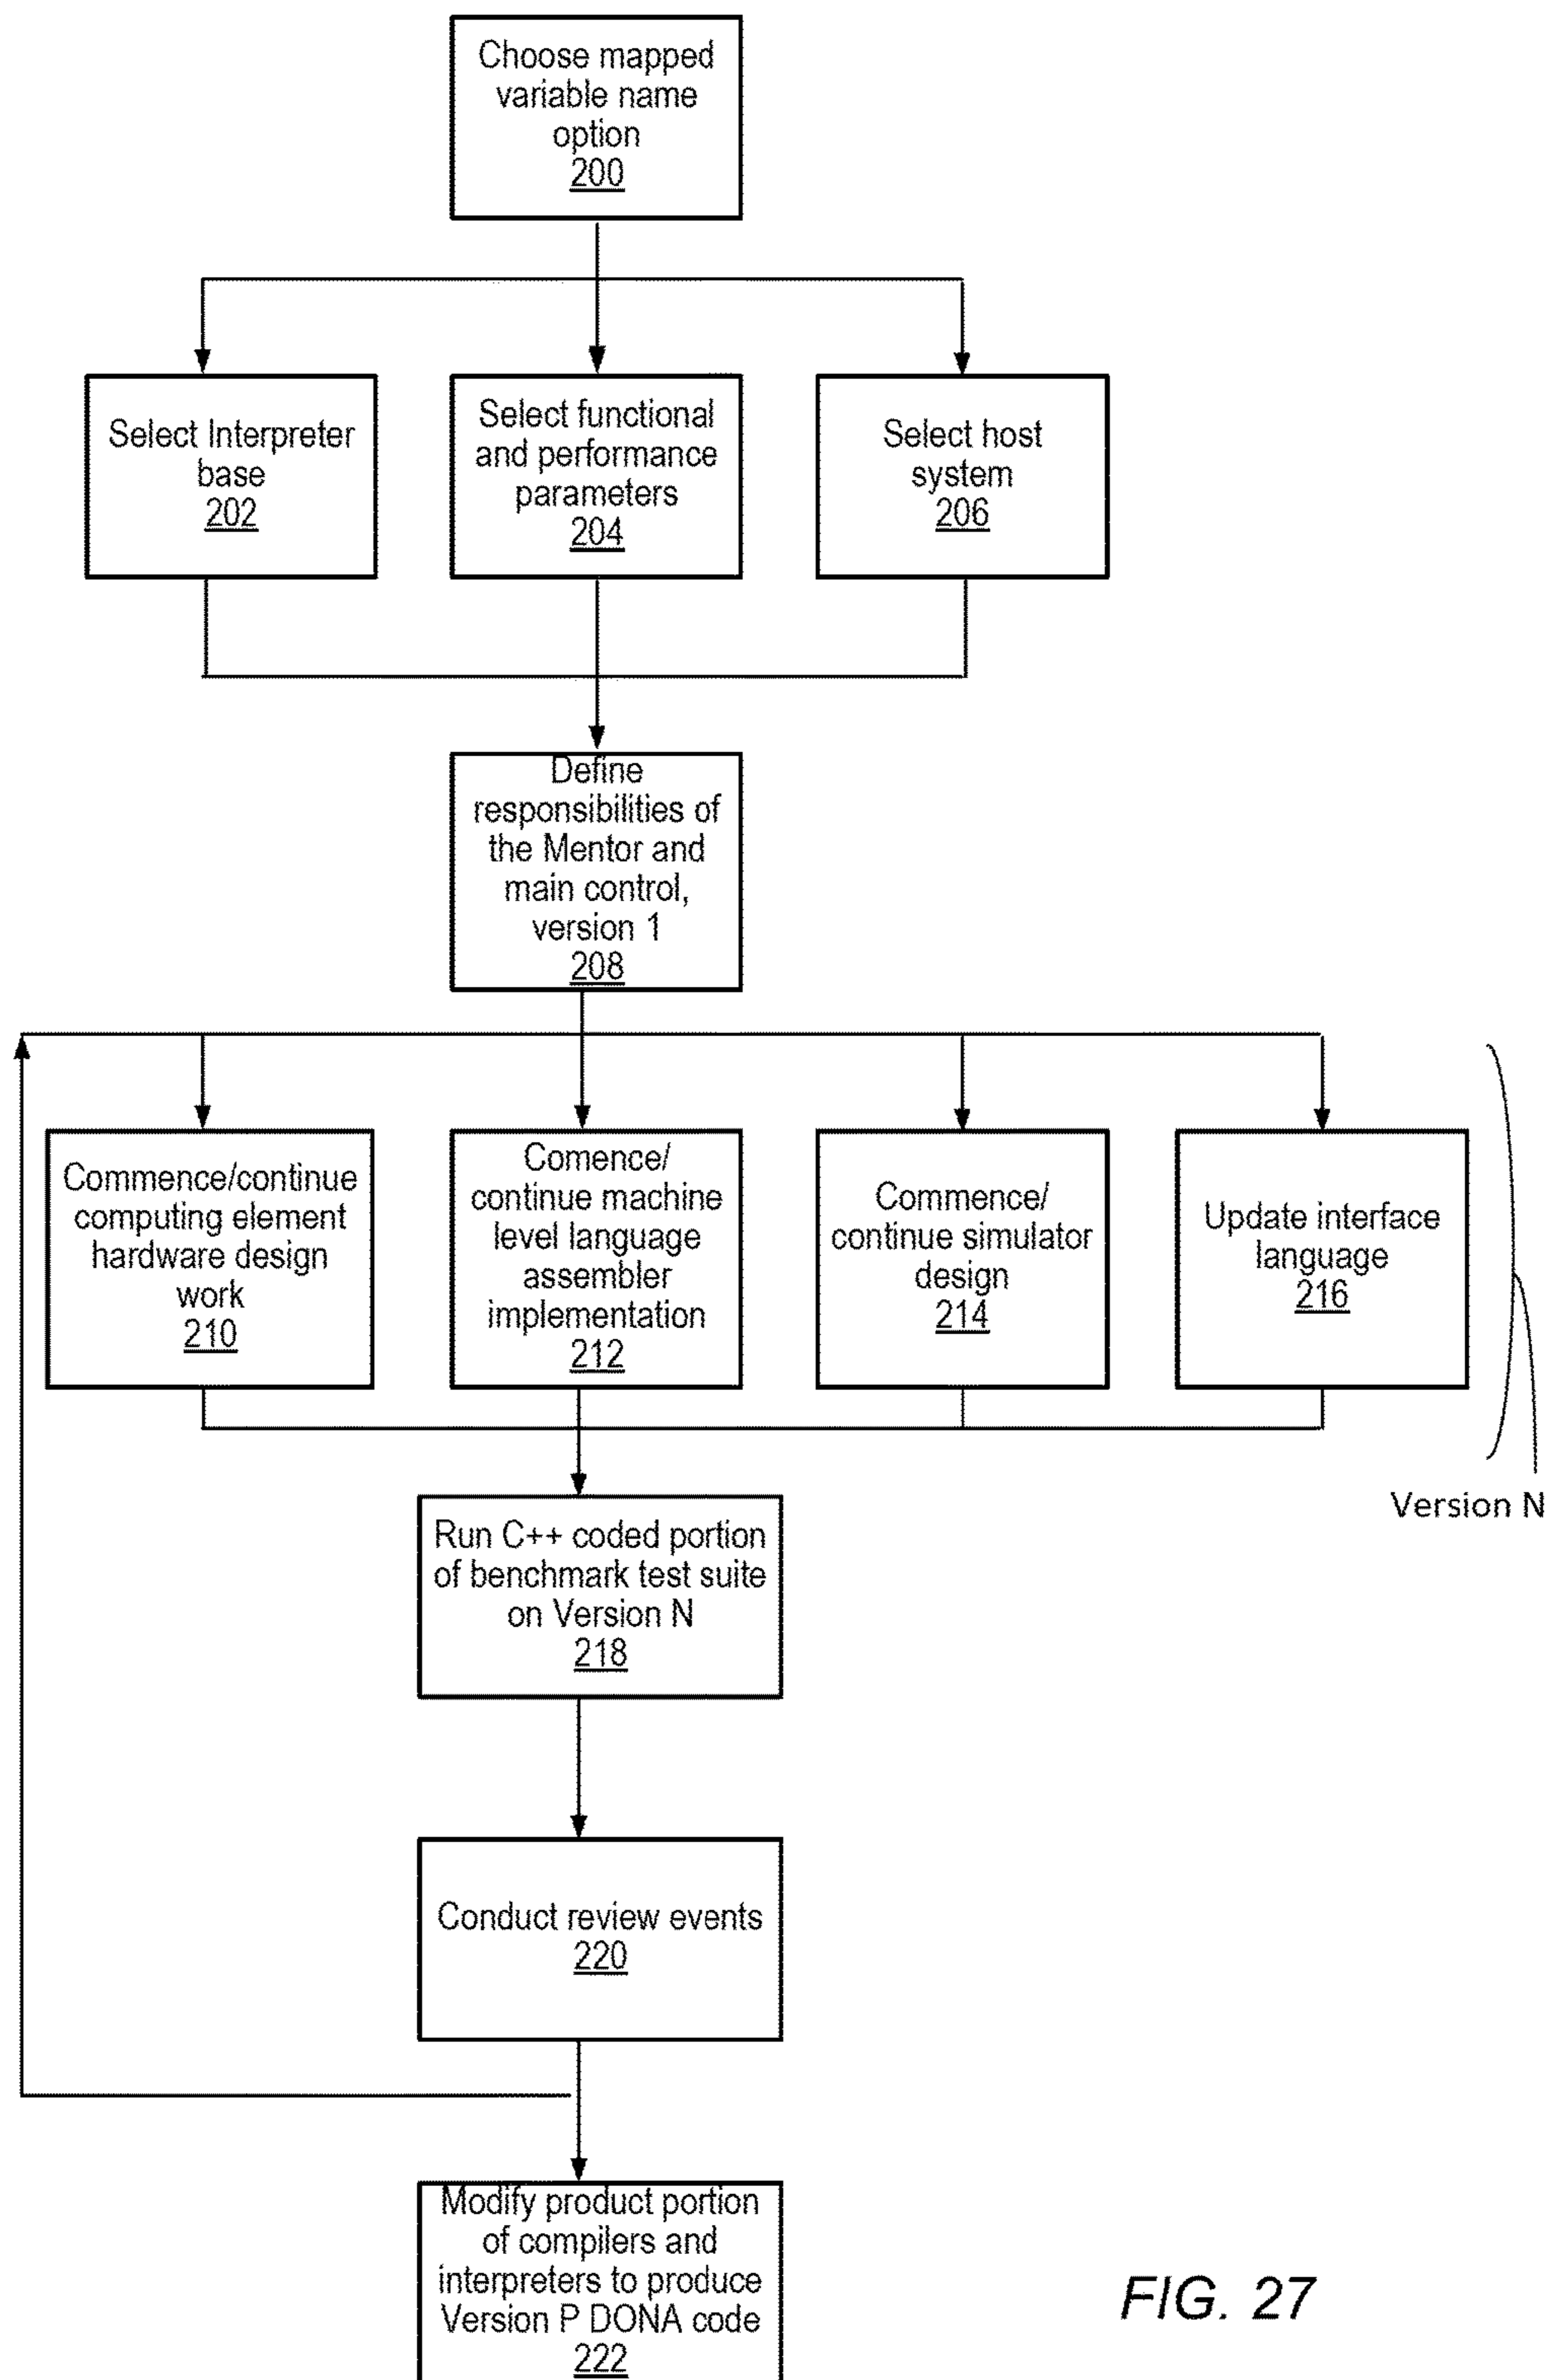 Choose mapped
variable name
option
200
Select Interpreter
base
202
Select functional
and performance
parameters
204
Select host
system
206
Define
responsibilities of
the Mentor and
main control,
version 1
208
Commence/continue
computing element
hardware design
work
210
Comence/
continue machine
level language
assembler
implementation
212
Commence/
continue simulator
design
214
Update interface
language
216
Version N
Run C++ coded portion
of benchmark test suite
on Version N
218
Conduct review events
220
Modify product portion
of compilers and
interpreters to produce
Version P DONA code
222
FIG. 27